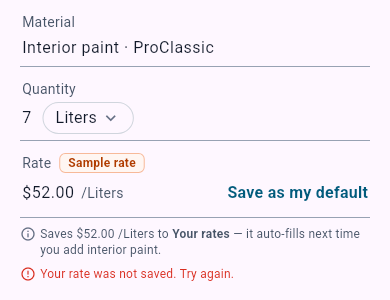 Material
Interior paint · ProClassic
Quantity
7 Liters
Rate Sample rate
$52.00 /Liters Save as my default
Saves $52.00 /Liters to Your rates — it auto-fills next time
you add interior paint.
Your rate was not saved. Try again.